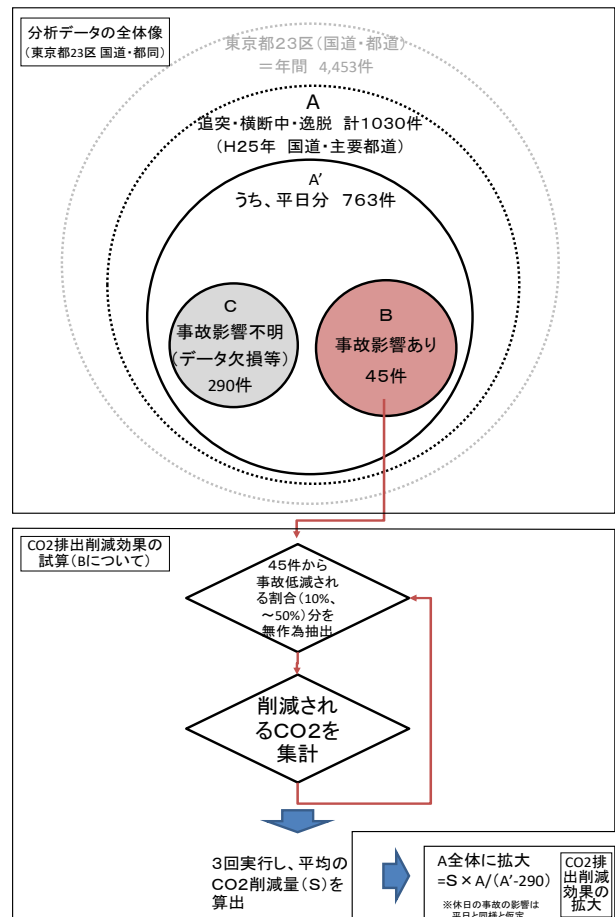 分析データの全体像
(東京都23区 国道・都同)
東京都23区(国道・都道)
＝年間 4,453件
A
追突・横断中・逸脱 計1030件
(H25年 国道・主要都道)
A’
うち、平日分 763件
C
事故影響不明
(データ欠損等)
290件
B
事故影響あり
45件
CO2排出削減効果の
試算(Bについて)
45件から
事故低減され
る割合(10%、
～50%)分を
無作為抽出
削減され
るCO2を
集計
3回実行し、平均の
CO2削減量(S)を
算出
A全体に拡大
=S×A/(A’-290)
※休日の事故の影響は
平日と同様と仮定
CO2排
出削減
効果の
拡大